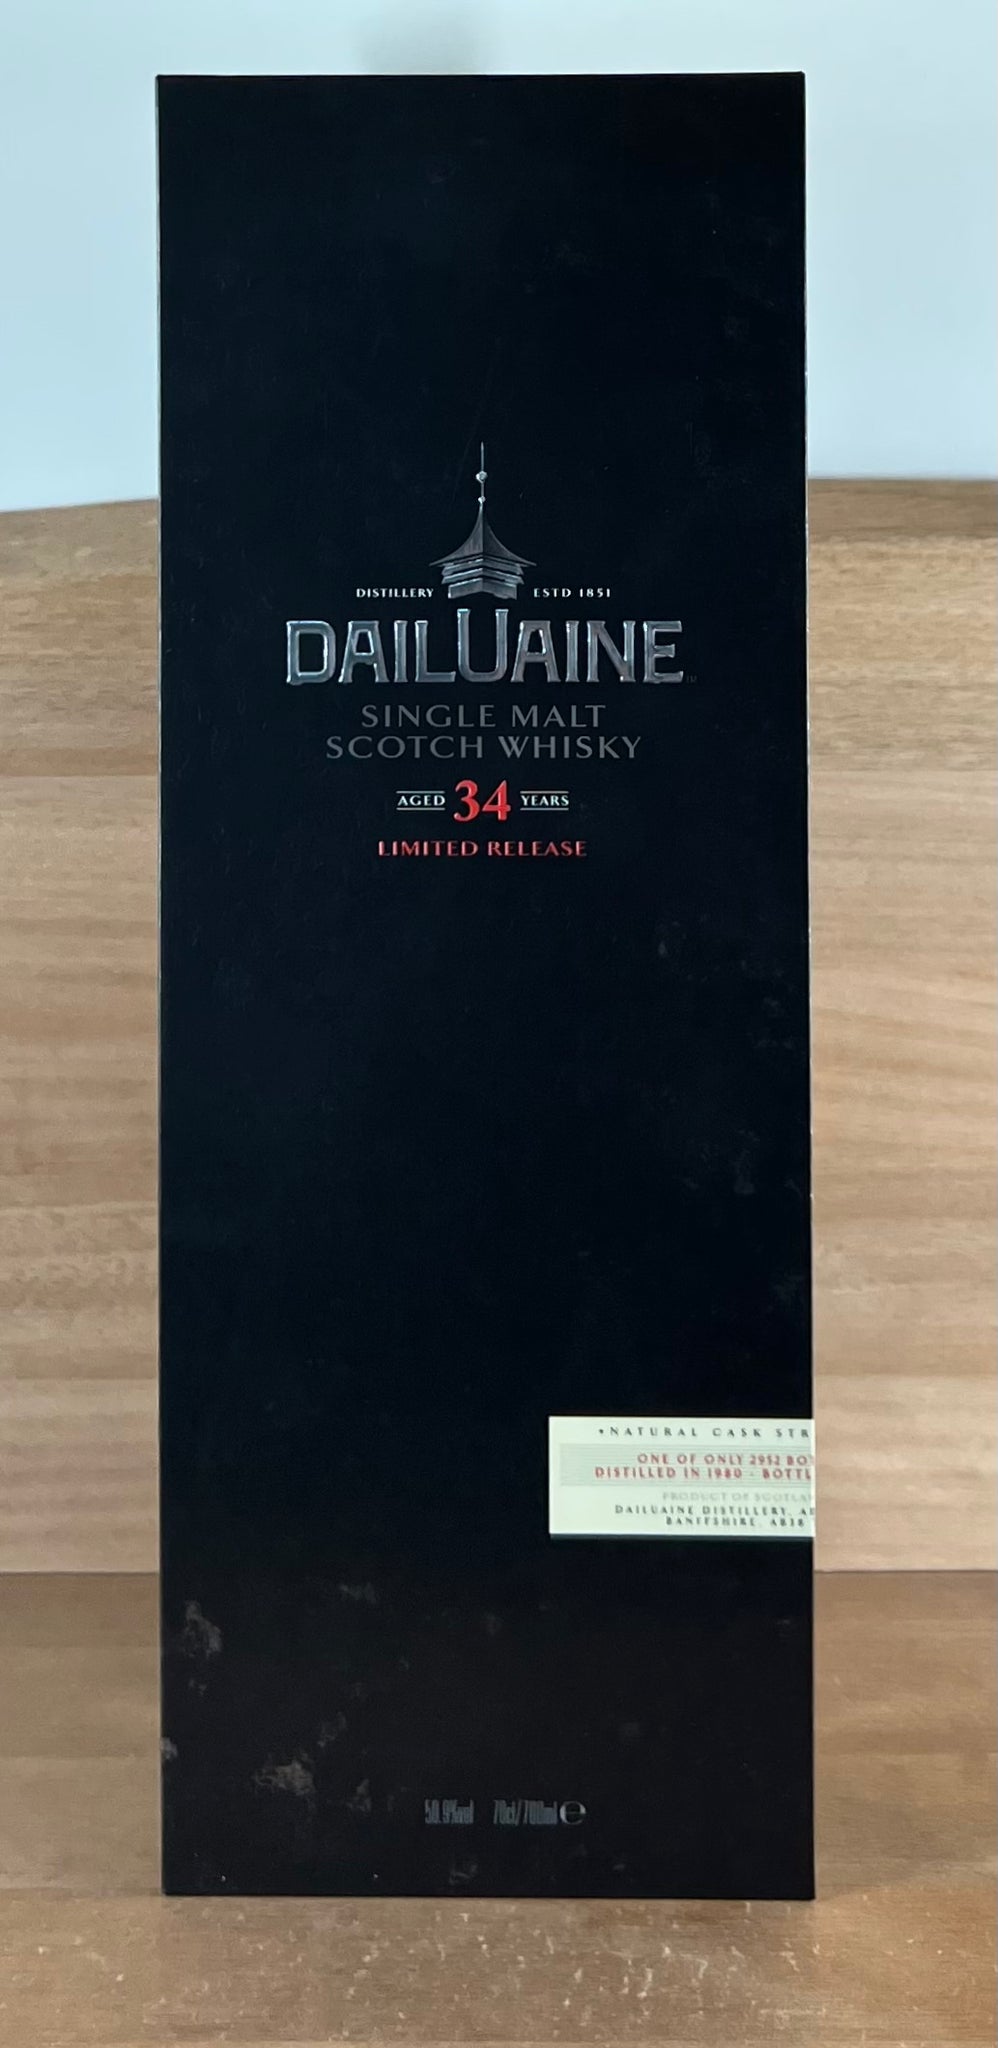 DISTILLERY ESTD 1851
DAILUAINE TM
SINGLE MALT
SCOTCH WHISKY
AGED 34 YEARS
LIMITED RELEASE
•NATURAL CASK STR
ONE OF ONLY 2952 BOT
DISTILLED IN 1980 - BOTTL
PRODUCT OF SCOTLA
DAILUAINE DISTILLERY, AB
BANFFSHIRE, AB38
50.9%vol 70cl/700ml e